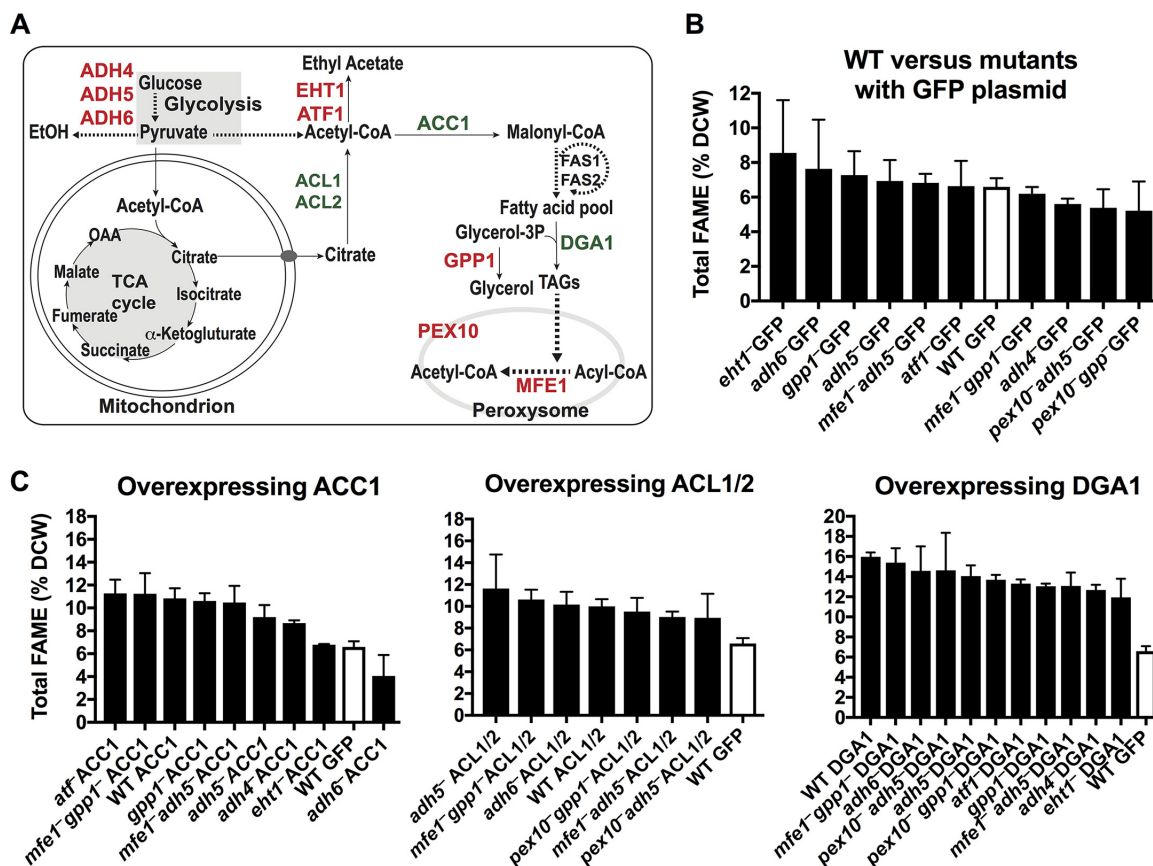 A
ADH4
ADH5
ADH6
Glucose
Glycolysis
EtOH
Pyruvate
Ethyl Acetate
EHT1
ATF1
Acetyl-CoA
ACC1
Malonyl-CoA
FAS1
FAS2
Fatty acid pool
ACL1
ACL2
Acetyl-CoA
OAA
Citrate
Citrate
Malate
TCA
cycle
Isocitrate
Fumerate
α-Ketogluturate
Succinate
Mitochondrion
Glycerol-3P
DGA1
GPP1
Glycerol
TAGs
PEX10
Acetyl-CoA
Acyl-CoA
MFE1
Peroxysome
B
WT versus mutants
with GFP plasmid
Total FAME (% DCW)
12
10
8
6
4
2
0
eht1⁻GFP
adh6⁻GFP
gpp1⁻GFP
adh5⁻GFP
mfe1⁻adh5⁻GFP
atf1⁻GFP
WT GFP
mfe1⁻gpp1⁻GFP
adh4⁻GFP
pex10⁻adh5⁻GFP
pex10⁻gpp⁻GFP
C
Overexpressing ACC1
Total FAME (% DCW)
18
16
14
12
10
8
6
4
2
0
atf⁻ACC1
mfe1⁻gpp1⁻ ACC1
WT ACC1
gpp1⁻ACC1
mfe1⁻adh5⁻ACC1
adh5⁻ACC1
adh4⁻ACC1
eht1⁻ACC1
WT GFP
adh6⁻ACC1
Overexpressing ACL1/2
18
16
14
12
10
8
6
4
2
0
adh5⁻ ACL1/2
mfe1⁻gpp1⁻ACL1/2
adh6⁻ACL1/2
WT ACL1/2
pex10⁻gpp1⁻ACL1/2
mfe1⁻adh5⁻ACL1/2
pex10⁻adh5⁻ACL1/2
WT GFP
Overexpressing DGA1
20
18
16
14
12
10
8
6
4
2
0
WT DGA1
mfe1⁻gpp1⁻DGA1
adh6⁻DGA1
pex10⁻adh5⁻DGA1
adh5⁻DGA1
pex10⁻gpp1⁻DGA1
atf1⁻DGA1
gpp1⁻DGA1
mfe1⁻adh5⁻DGA1
adh4⁻DGA1
eht1⁻DGA1
WT GFP